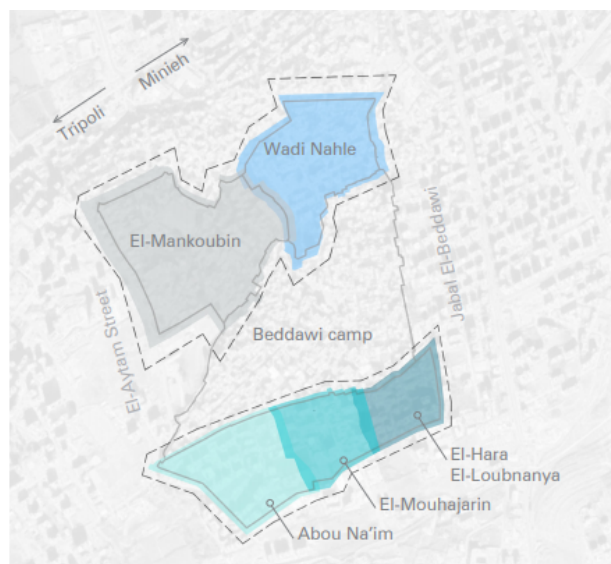 Minieh
Tripoli
Wadi Nahle
El-Mankoubin
Jabal El-Beddawi
El-Aytam Street
Beddawi camp
El-Hara
El-Loubnanya
El-Mouhajarin
Abou Na'im